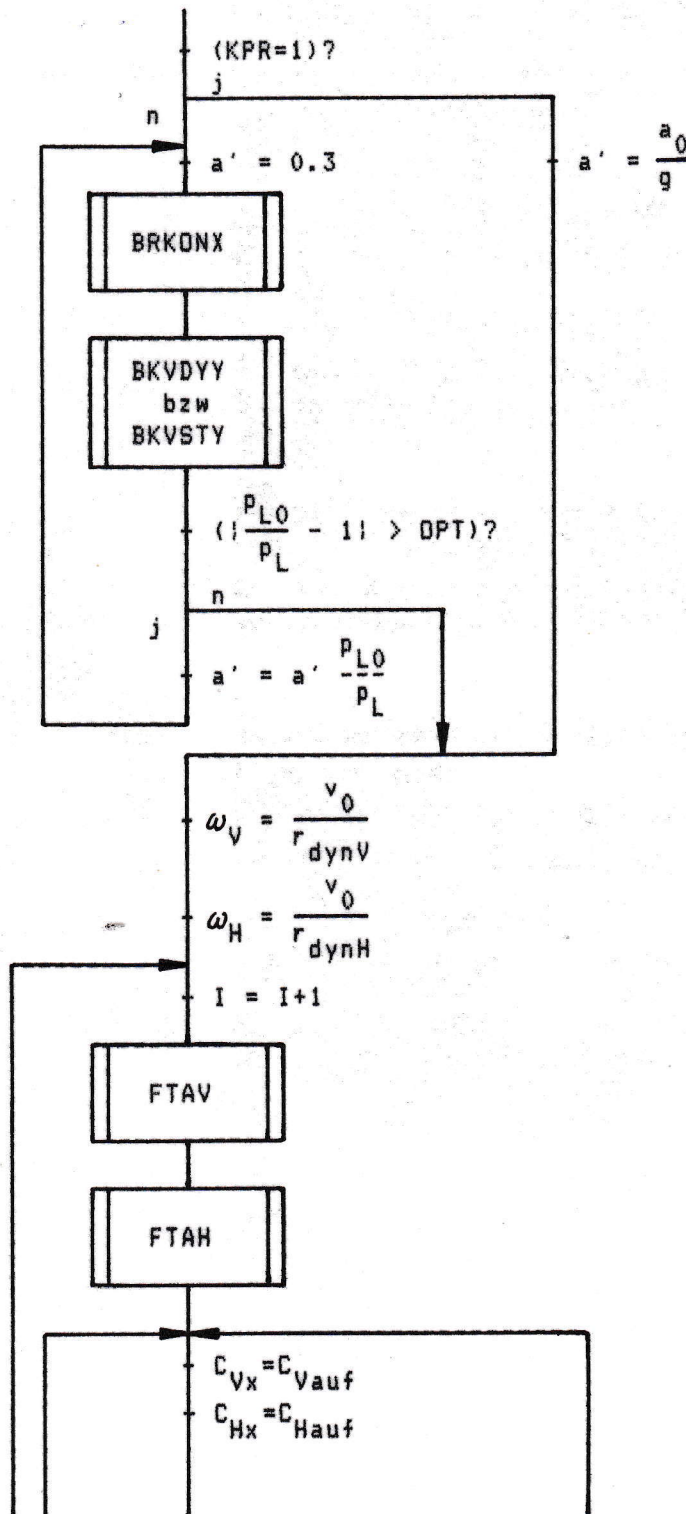 (KPR=1)?
j
n
a' = 0.3
a' = a0/g
BRKONX
BKVDYY
bzw
BKVSTY
(|pL0/pL - 1| > OPT)?
n
j
a' = a' pL0/pL
ωV = v0/rdynV
ωH = v0/rdynH
I = I+1
FTAV
FTAH
CVx=CVauf
CHx=CHauf